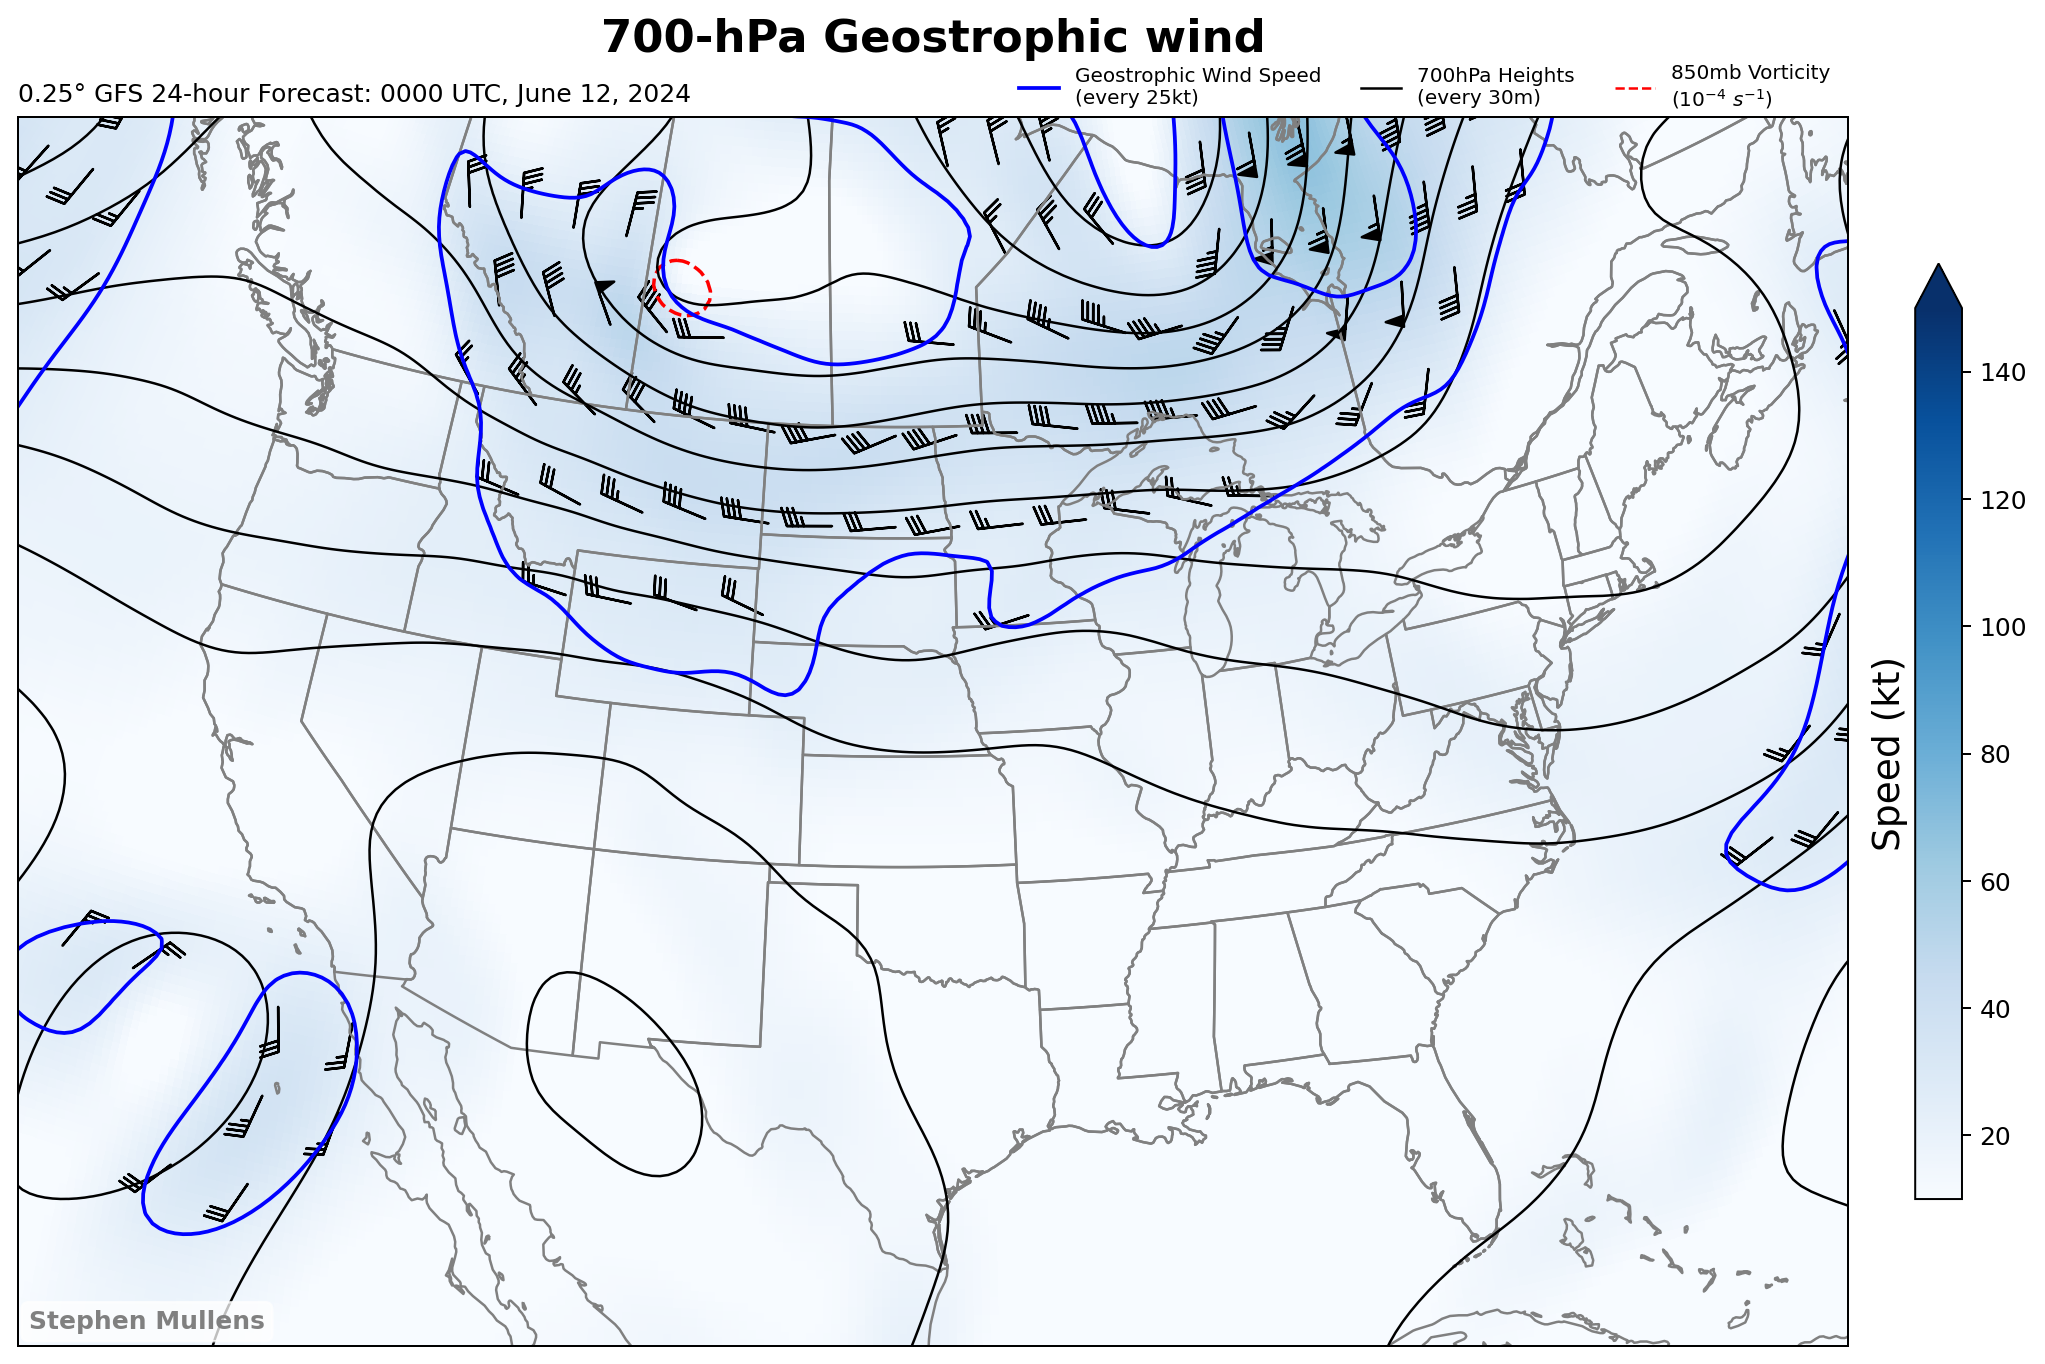 700-hPa Geostrophic wind
0.25° GFS 24-hour Forecast: 0000 UTC, June 12, 2024
Geostrophic Wind Speed
(every 25kt)
700hPa Heights
(every 30m)
850mb Vorticity
(10⁻⁴ s⁻¹)
140
120
100
80
60
40
20
Speed (kt)
Stephen Mullens